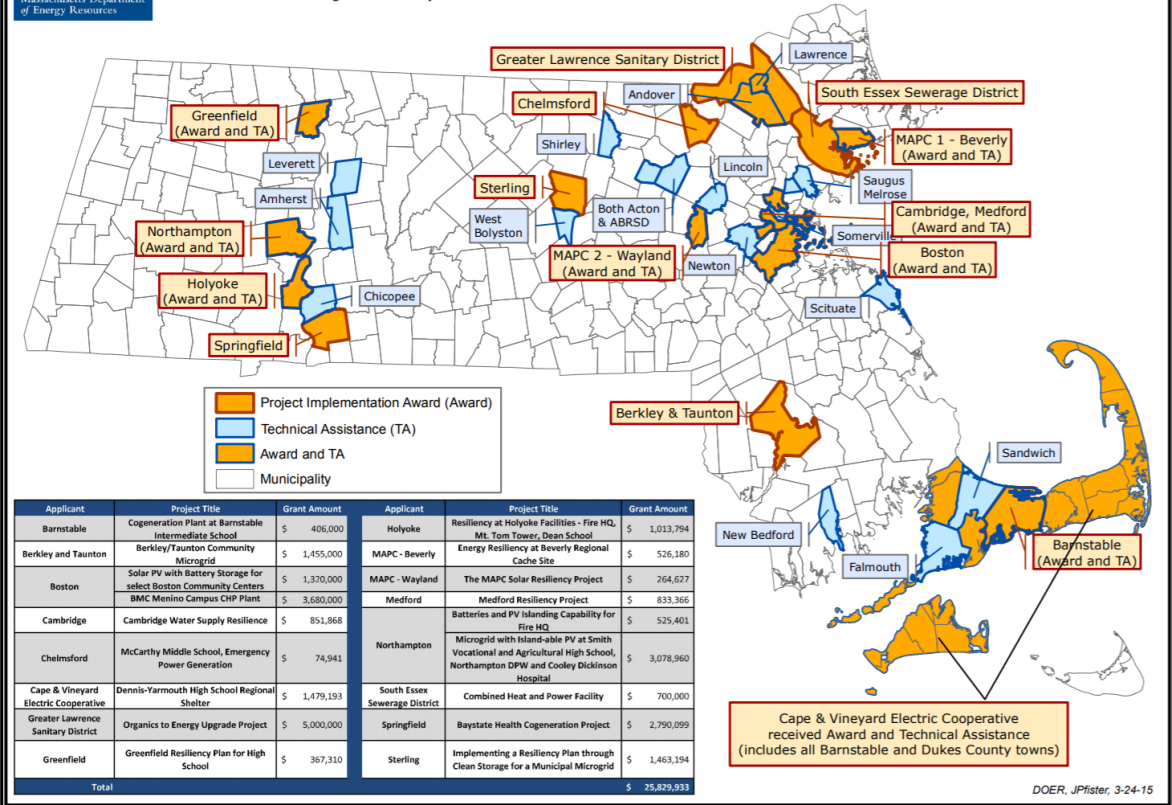 of Energy Resources
Greater Lawrence Sanitary District
Lawrence
Andover
South Essex Sewerage District
Chelmsford
Greenfield
(Award and TA)
Shirley
MAPC 1 - Beverly
(Award and TA)
Leverett
Lincoln
Sterling
Saugus
Melrose
Amherst
West
Bolyston
Both Acton
& ABRSD
Cambridge, Medford
(Award and TA)
Northampton
(Award and TA)
Somerville
MAPC 2 - Wayland
(Award and TA)
Newton
Boston
(Award and TA)
Holyoke
(Award and TA)
Chicopee
Scituate
Springfield
Project Implementation Award (Award)
Technical Assistance (TA)
Award and TA
Municipality
Berkley & Taunton
Sandwich
New Bedford
Falmouth
Barnstable
(Award and TA)
Cape & Vineyard Electric Cooperative
received Award and Technical Assistance
(includes all Barnstable and Dukes County towns)
Applicant Project Title Grant Amount Applicant Project Title Grant Amount
Barnstable
Cogeneration Plant at Barnstable
Intermediate School
$ 406,000
Holyoke
Resiliency at Holyoke Facilities - Fire HQ,
Mt. Tom Tower, Dean School
$ 1,013,794
Berkley and Taunton
Berkley/Taunton Community
Microgrid
$ 1,455,000
MAPC - Beverly
Energy Resiliency at Beverly Regional
Cache Site
$ 526,180
Boston
Solar PV with Battery Storage for
select Boston Community Centers
$ 1,320,000
MAPC - Wayland
The MAPC Solar Resiliency Project
$ 264,627
BMC Menino Campus CHP Plant
$ 3,680,000
Medford
Medford Resiliency Project
$ 833,366
Cambridge
Cambridge Water Supply Resilience
$ 851,868
Northampton
Batteries and PV Islanding Capability for
Fire HQ
$ 525,401
Chelmsford
McCarthy Middle School, Emergency
Power Generation
$ 74,941
Microgrid with Island-able PV at Smith
Vocational and Agricultural High School,
Northampton DPW and Cooley Dickinson
Hospital
$ 3,078,960
Cape & Vineyard
Electric Cooperative
Dennis-Yarmouth High School Regional
Shelter
$ 1,479,193
South Essex
Sewerage District
Combined Heat and Power Facility
$ 700,000
Greater Lawrence
Sanitary District
Organics to Energy Upgrade Project
$ 5,000,000
Springfield
Baystate Health Cogeneration Project
$ 2,790,099
Greenfield
Greenfield Resiliency Plan for High
School
$ 367,310
Sterling
Implementing a Resiliency Plan through
Clean Storage for a Municipal Microgrid
$ 1,463,194
Total $ 25,829,933
DOER, JPfister, 3-24-15